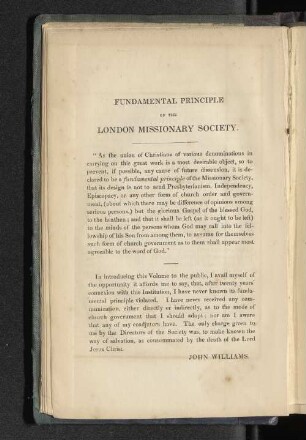 FUNDAMENTAL PRINCIPLE
OF THE
LONDON MISSIONARY SOCIETY.
"As the union of Christians of various denominations in
carrying on this great work is a most desirable object, so to
prevent, if possible, any cause of future dissension, it is de-
clared to be a fundamental principle of the Missionary Society,
that its design is not to send Presbyterianism, Independency,
Episcopacy, or any other form of church order and govern-
ment, (about which there may be difference of opinions among
serious persons,) but the glorious Gospel of the blessed God,
to the heathen; and that it shall be left (as it ought to be left)
to the minds of the persons whom God may call into the fel-
lowship of his Son from among them, to assume for themselves
such form of church government as to them shall appear most
agreeable to the word of God."
In introducing this Volume to the public, I avail myself of
the opportunity it affords me to say, that, after twenty years'
connexion with this Institution, I have never known its funda-
mental principle violated. I have never received any com-
munication, either directly or indirectly, as to the mode of
church government that I should adopt; nor am I aware
that any of my coadjutors have. The only charge given to
me by the Directors of the Society was, to make known the
way of salvation, as consummated by the death of the Lord
Jesus Christ.
JOHN WILLIAMS.